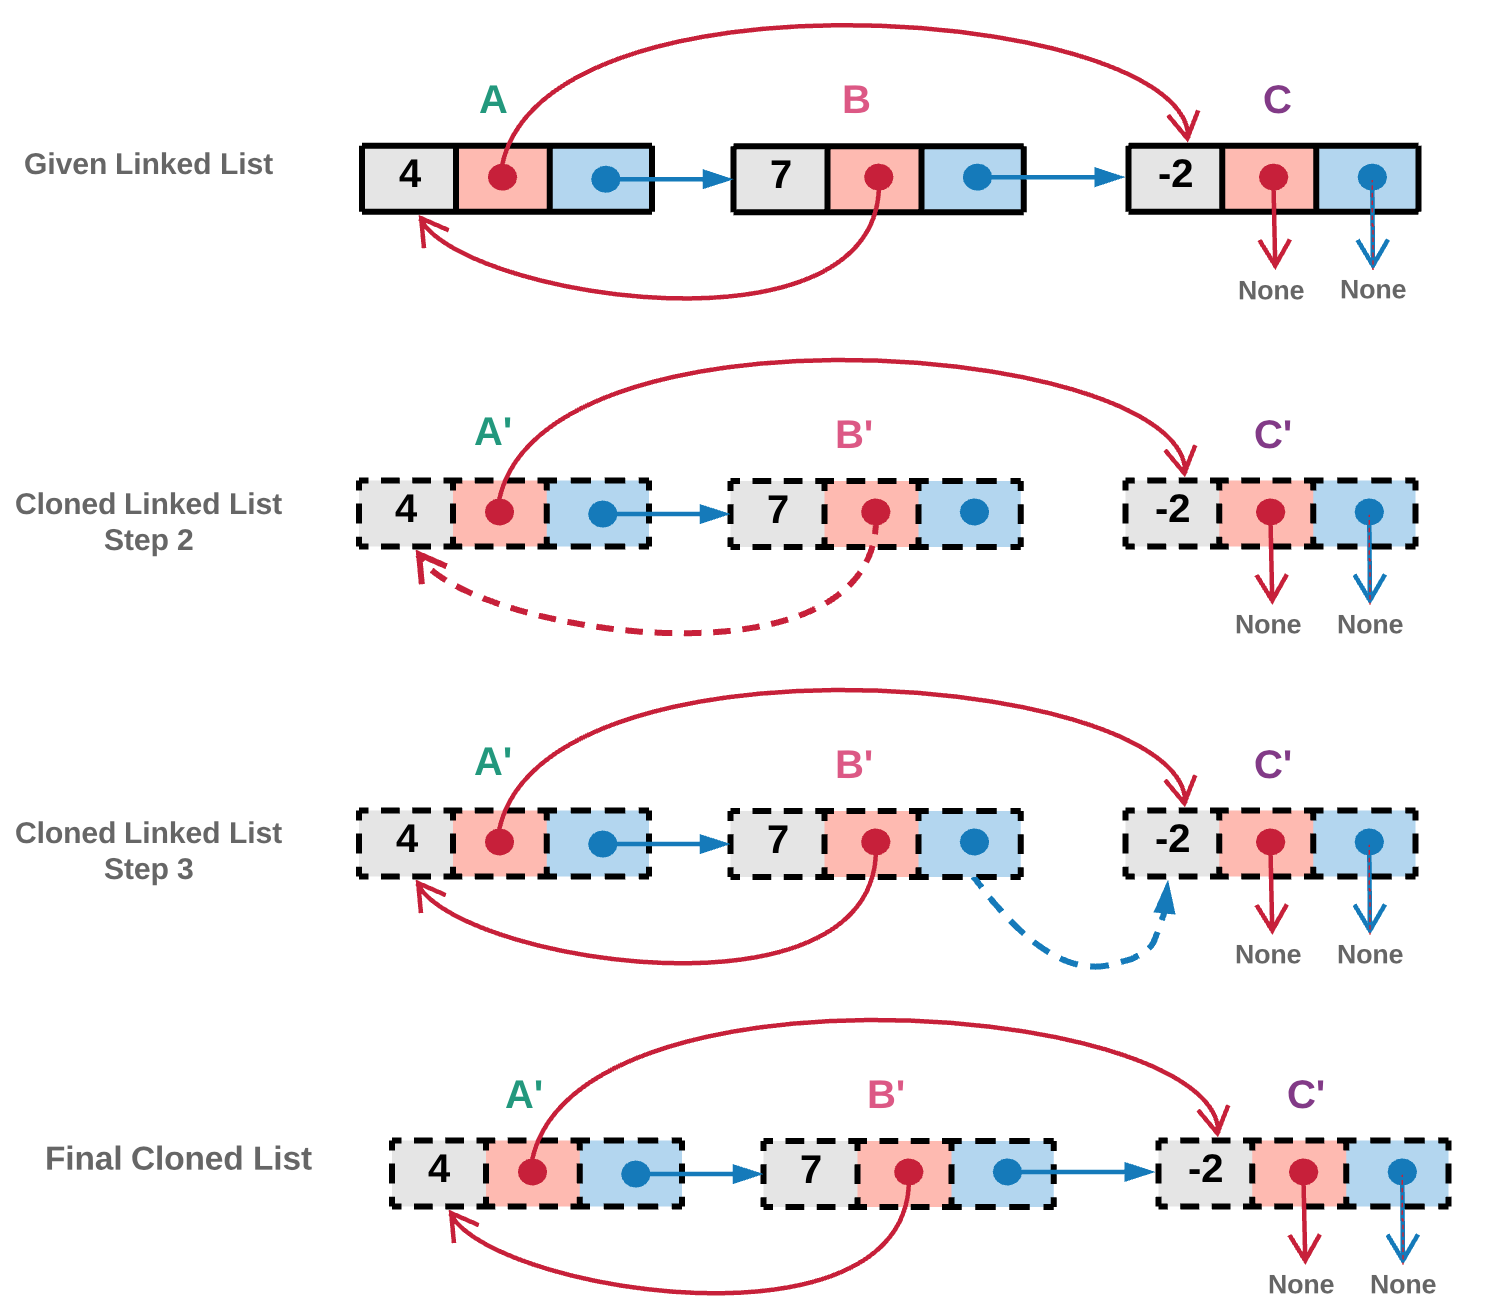 A B C
Given Linked List 4 7 -2
None None
A' B' C'
Cloned Linked List
Step 2
4 7 -2
None None
A' B' C'
Cloned Linked List
Step 3
4 7 -2
None None
A' B' C'
Final Cloned List 4 7 -2
None None